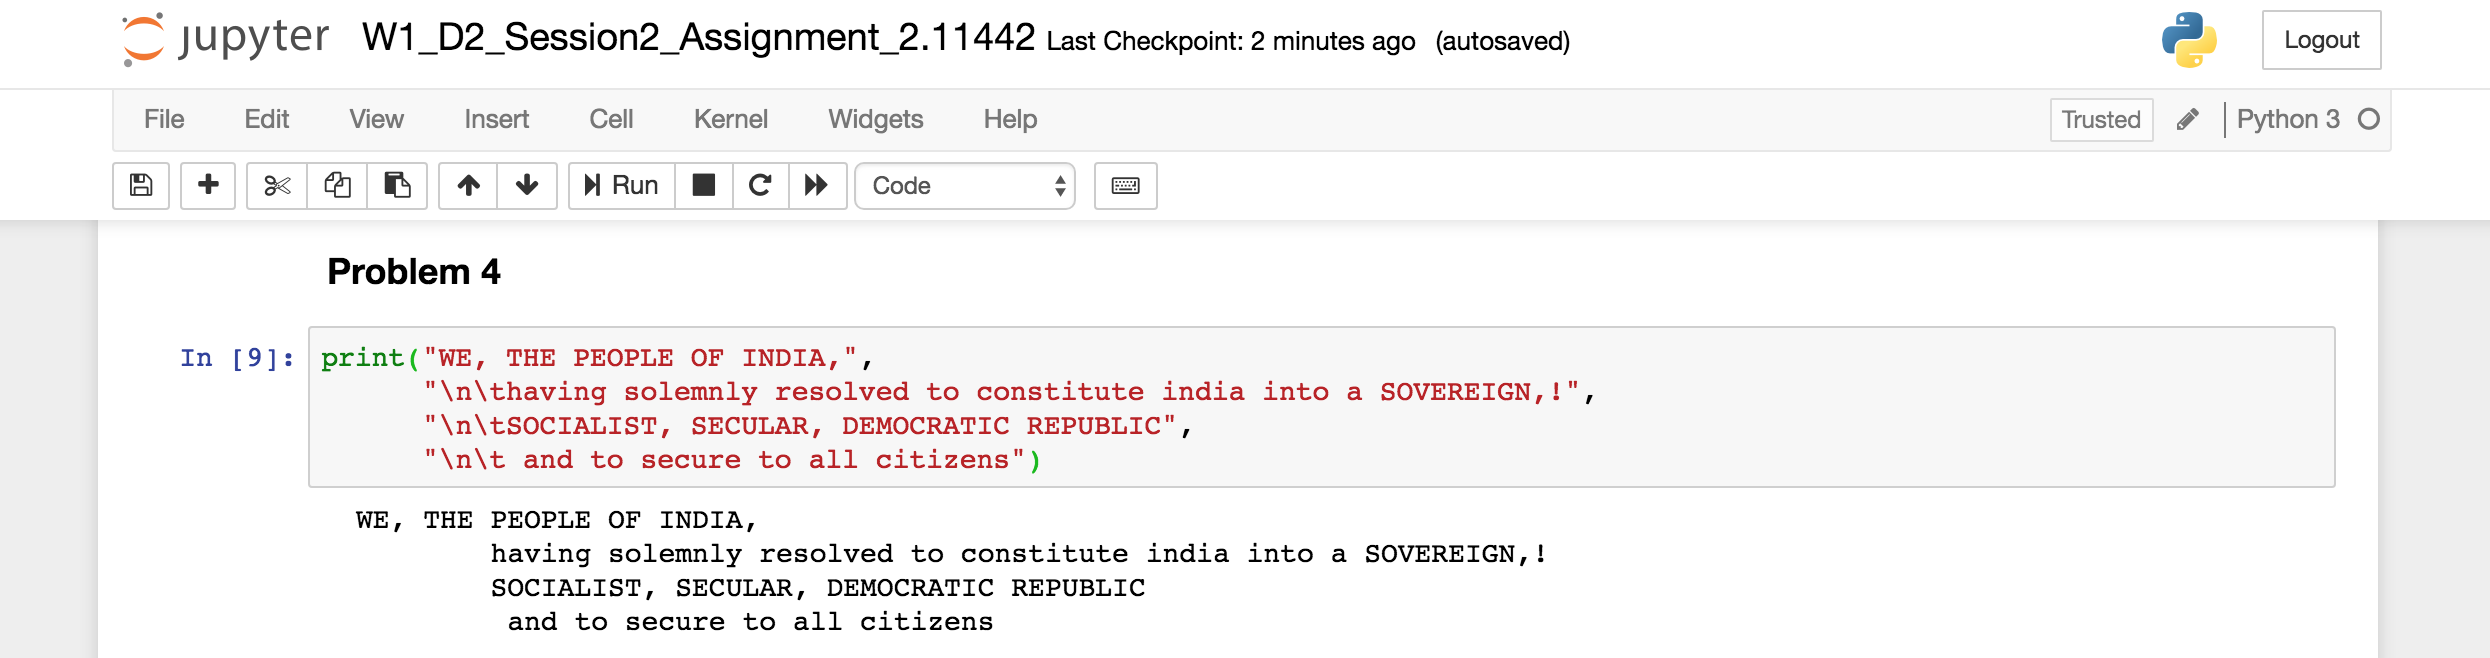 jupyter W1_D2_Session2_Assignment_2.11442 Last Checkpoint: 2 minutes ago (autosaved) Logout
File Edit View Insert Cell Kernel Widgets Help Trusted Python 3
Run Code
Problem 4
In [9]: print("WE, THE PEOPLE OF INDIA,",
"\n\thaving solemnly resolved to constitute india into a SOVEREIGN,!",
"\n\tSOCIALIST, SECULAR, DEMOCRATIC REPUBLIC",
"\n\t and to secure to all citizens")
WE, THE PEOPLE OF INDIA,
having solemnly resolved to constitute india into a SOVEREIGN,!
SOCIALIST, SECULAR, DEMOCRATIC REPUBLIC
and to secure to all citizens